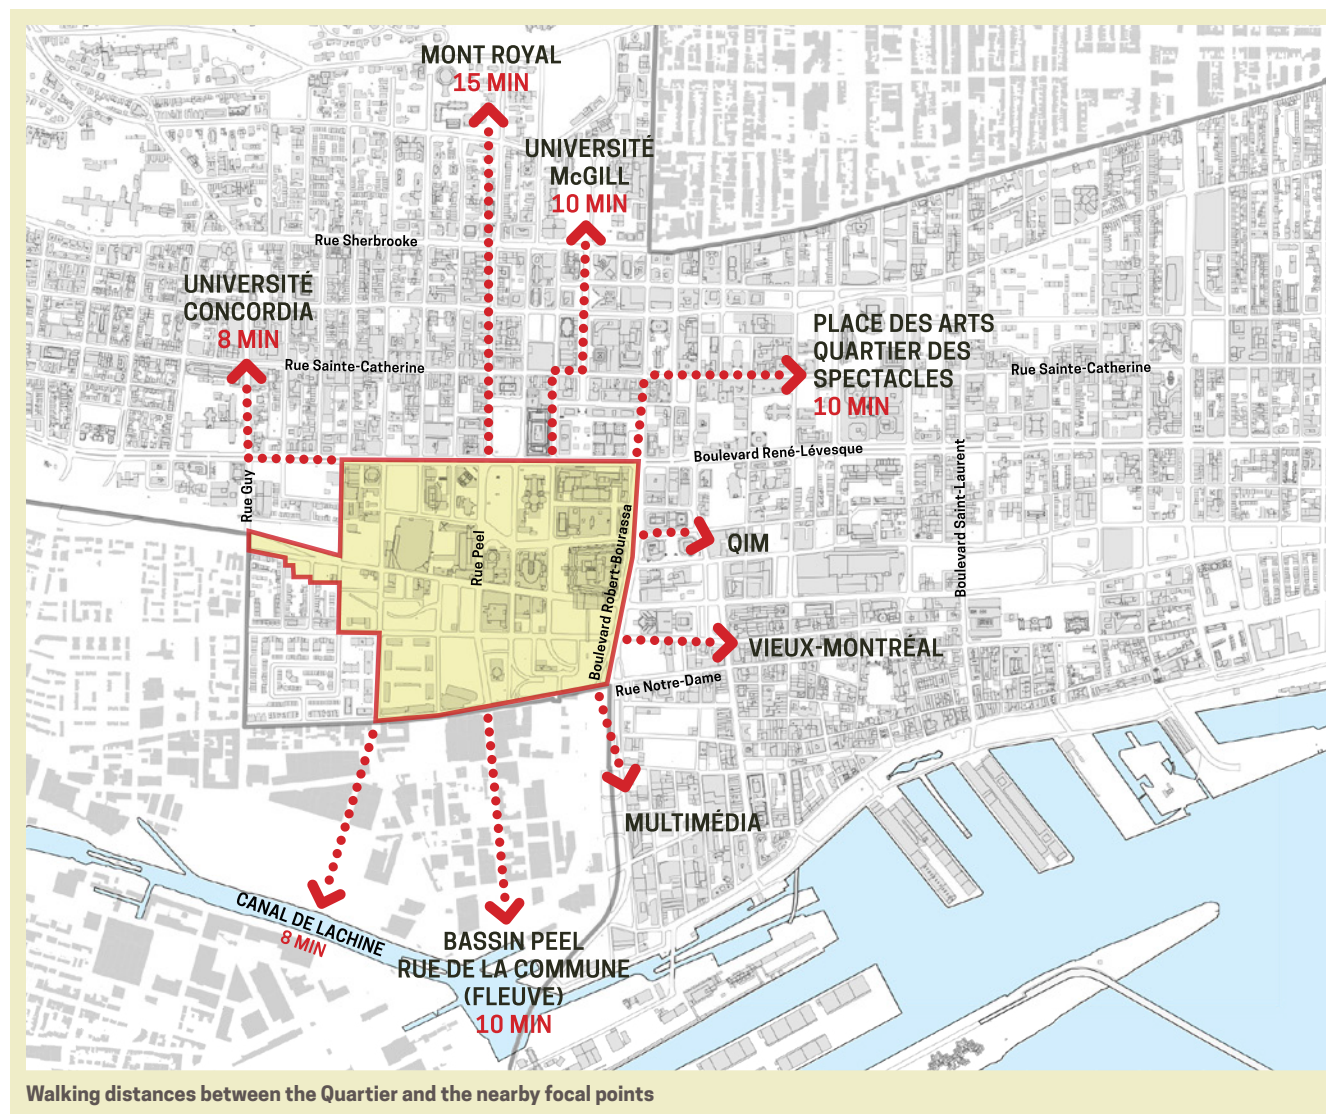 MONT ROYAL
15 MIN
UNIVERSITÉ
McGILL
10 MIN
Rue Sherbrooke
UNIVERSITÉ
CONCORDIA
8 MIN
Rue Sainte-Catherine
PLACE DES ARTS
QUARTIER DES
SPECTACLES
10 MIN
Rue Sainte-Catherine
Boulevard René-Lévesque
Rue Guy
Rue Peel
Boulevard Robert-Bourassa
Boulevard Saint-Laurent
QIM
VIEUX-MONTRÉAL
Rue Notre-Dame
MULTIMÉDIA
CANAL DE LACHINE
8 MIN
BASSIN PEEL
RUE DE LA COMMUNE
(FLEUVE)
10 MIN
Walking distances between the Quartier and the nearby focal points